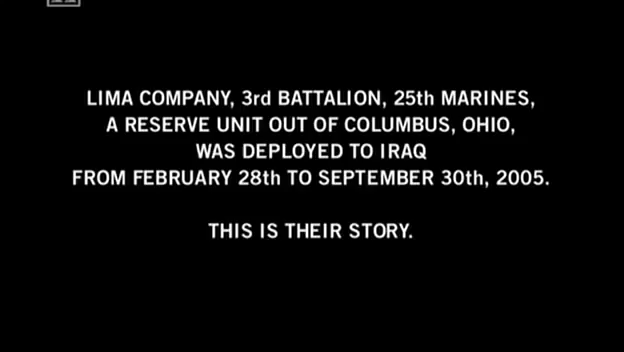 LIMA COMPANY, 3rd BATTALION, 25th MARINES,
A RESERVE UNIT OUT OF COLUMBUS, OHIO,
WAS DEPLOYED TO IRAQ
FROM FEBRUARY 28th TO SEPTEMBER 30th, 2005.
THIS IS THEIR STORY.